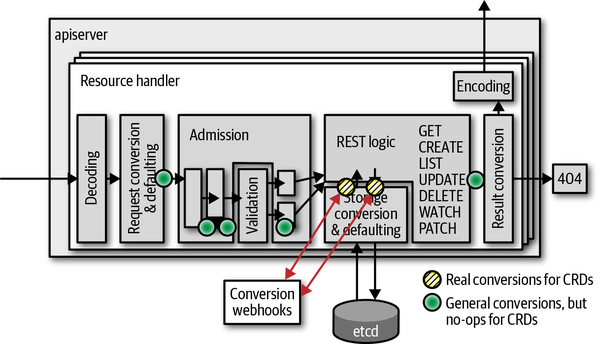 apiserver
Resource handler
Encoding
Decoding
Request conversion
& defaulting
Admission
Validation
REST logic
GET
CREATE
LIST
UPDATE
DELETE
WATCH
PATCH
Storage
conversion
& defaulting
Result conversion
404
Conversion
webhooks
etcd
Real conversions for CRDs
General conversions, but
no-ops for CRDs